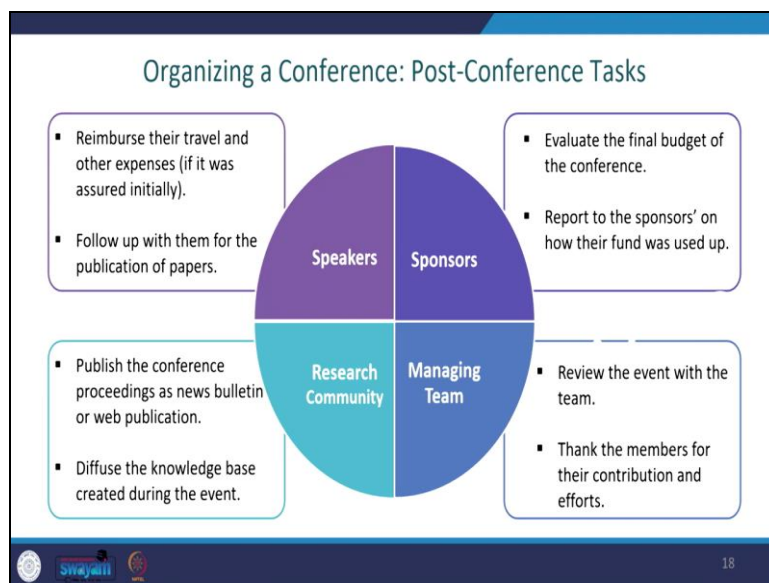 Organizing a Conference: Post-Conference Tasks
▪ Reimburse their travel and
other expenses (if it was
assured initially).
▪ Follow up with them for the
publication of papers.
▪ Evaluate the final budget of
the conference.
▪ Report to the sponsors’ on
how their fund was used up.
Speakers
Sponsors
Research
Community
Managing
Team
▪ Publish the conference
proceedings as news bulletin
or web publication.
▪ Diffuse the knowledge base
created during the event.
▪ Review the event with the
team.
▪ Thank the members for
their contribution and
efforts.
swayam
18